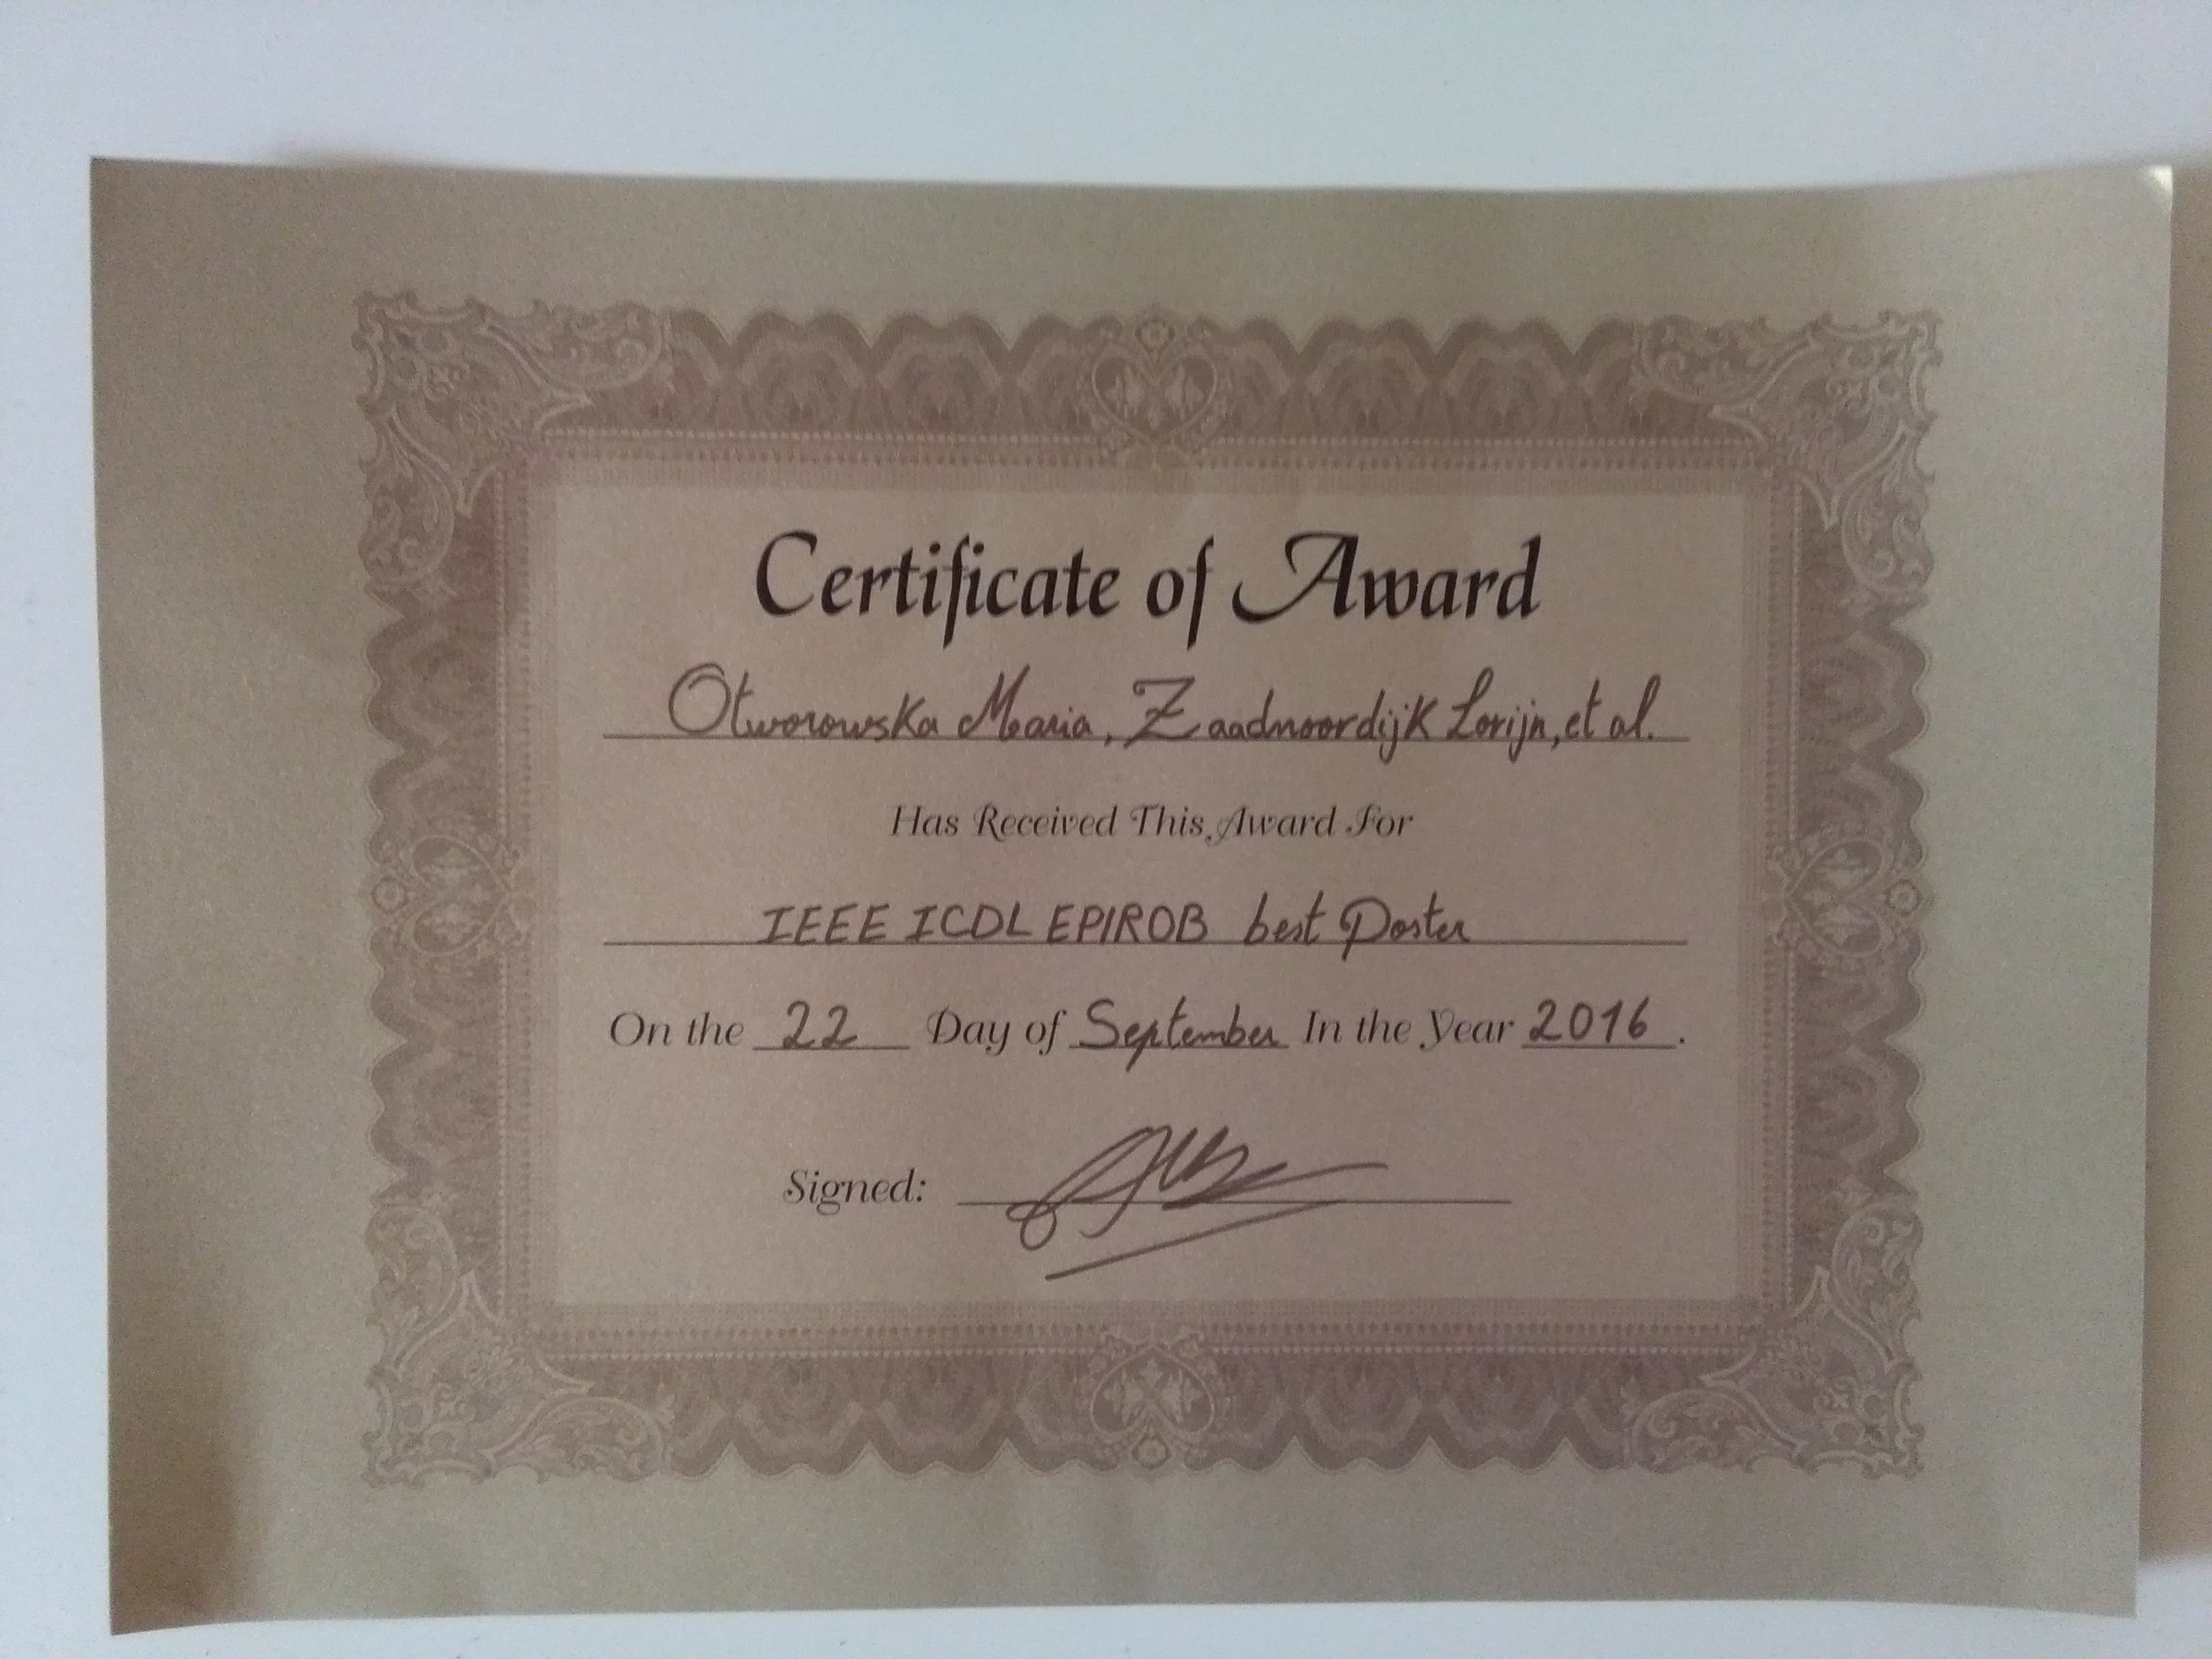 Certificate of Award
Otworowska Maria, Zaadnoordijk Lorijn, et al.
Has Received This Award For
IEEE ICDL EPIROB best Poster
On the 22 Day of September In the Year 2016.
Signed: